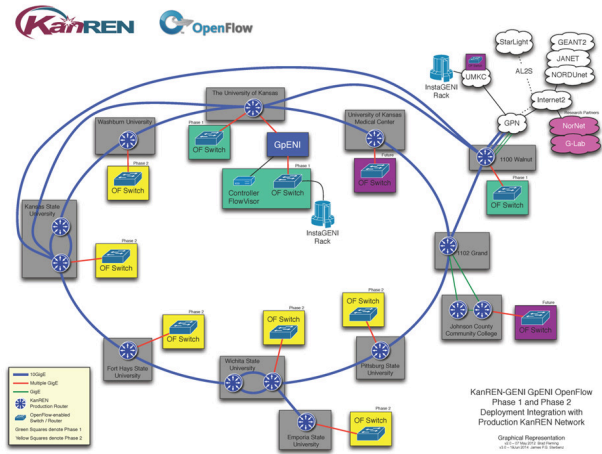 KanREN
OpenFlow
StarLight
GEANT2
JANET
NORDUnet
AL2S
UMKC
InstaGENI
Rack
Internet2
GPN
Research Partners
NorNet
G-Lab
The University of Kansas
Washburn University
University of Kansas
Medical Center
Phase 1
OF Switch
GpENI
Future
OF Switch
1100 Walnut
Phase 1
OF Switch
Phase 2
OF Switch
Phase 1
Controller
FlowVisor
OF Switch
InstaGENI
Rack
Kansas State
University
Phase 2
OF Switch
1102 Grand
Phase 2
OF Switch
Fort Hays State
University
Phase 2
OF Switch
Wichita State
University
Phase 2
OF Switch
Pittsburg State
University
Johnson County
Community College
Future
OF Switch
Phase 2
OF Switch
Emporia State
University
10GigE
Multiple GigE
GigE
KanREN
Production Router
OpenFlow-enabled
Switch / Router
Green Squares denote Phase 1
Yellow Squares denote Phase 2
KanREN-GENI GpENI OpenFlow
Phase 1 and Phase 2
Deployment Integration with
Production KanREN Network
Graphical Representation